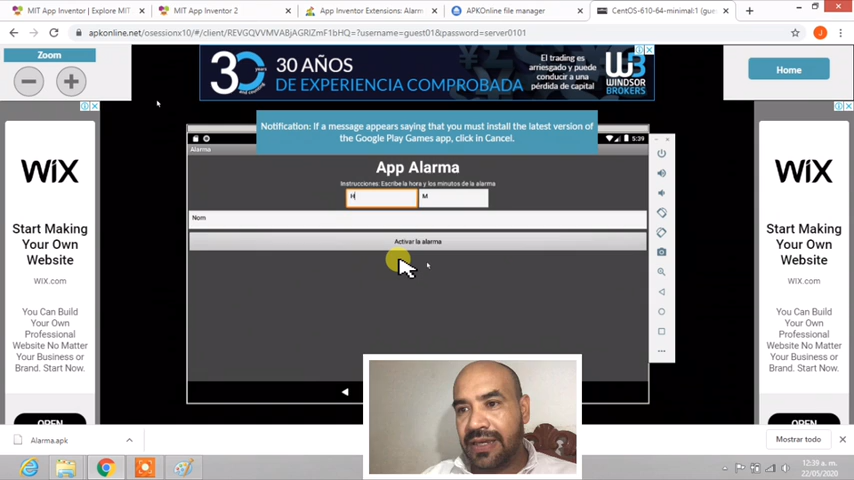 MIT App Inventor | Explore MIT
MIT App Inventor 2
App Inventor Extensions: Alarm
APKOnline file manager
CentOS-610-64-minimal:1 (gue
apkonline.net/osessionx10/#/client/REVGQVVMVABjAGRlZmF1bHQ=?username=guest01&password=server0101
Zoom
30 years
30 AÑOS
DE EXPERIENCIA COMPROBADA
El trading es
arriesgado y puede
conducir a una
pérdida de capital
WINDSOR
BROKERS
Home
Notification: If a message appears saying that you must install the latest version of
the Google Play Games app, click in Cancel.
5:39
Alarma
App Alarma
Instrucciones: Escribe la hora y los minutos de la alarma
H
M
Nom
Activar la alarma
WiX
Start Making
Your Own
Website
WIX.com
You Can Build
Your Own
Professional
Website No Matter
Your Business or
Brand. Start Now.
OPEN
WiX
Start Making
Your Own
Website
WIX.com
You Can Build
Your Own
Professional
Website No Matter
Your Business or
Brand. Start Now.
OPEN
Alarma.apk
Mostrar todo
12:39 a. m.
22/05/2020